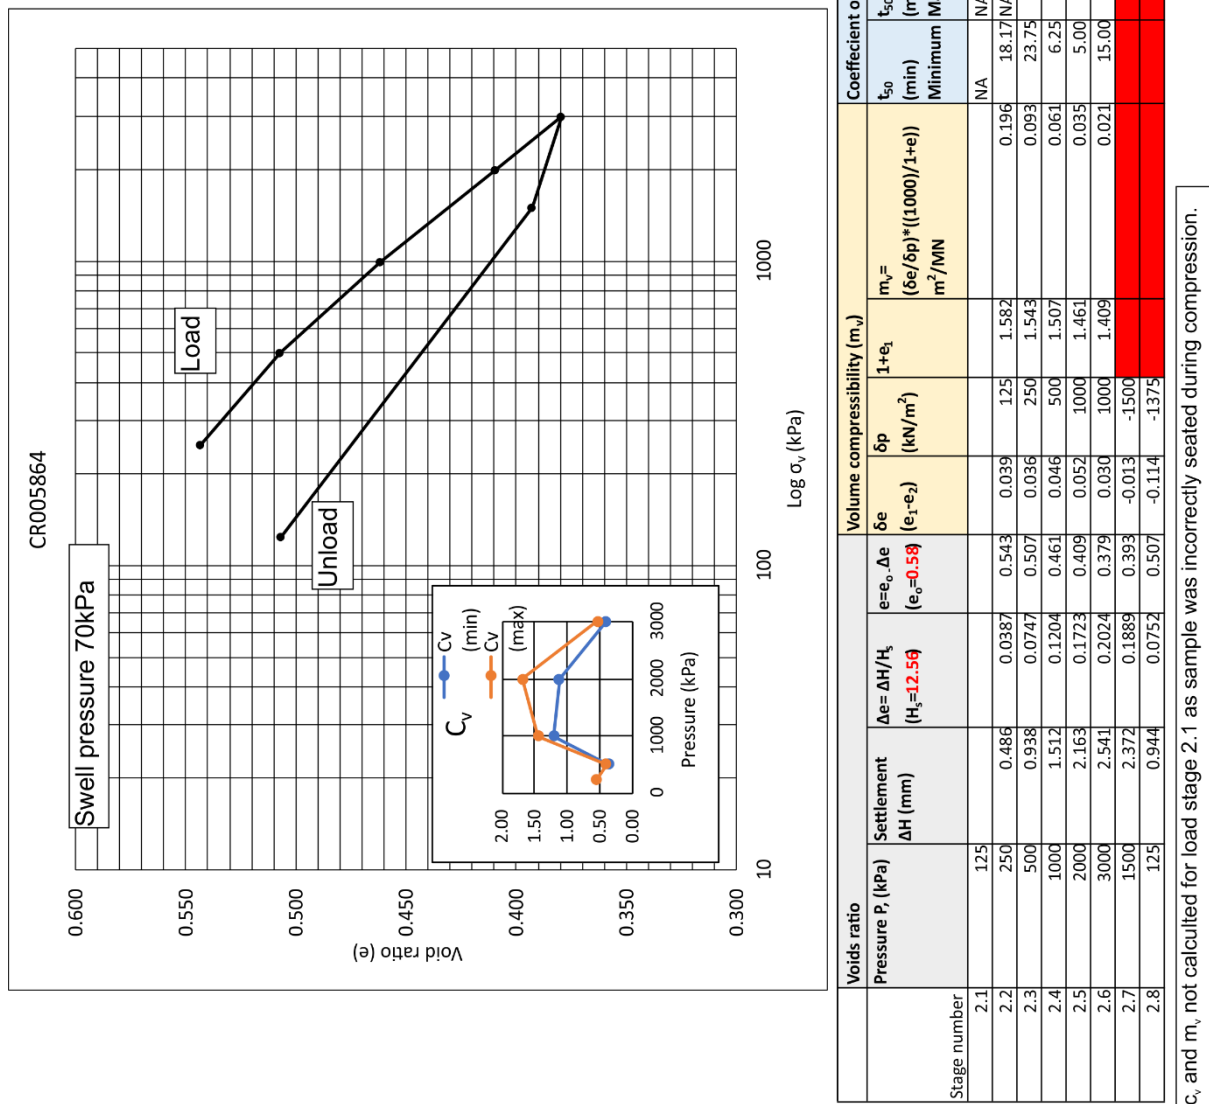 CR005864
Swell pressure 70kPa
Load
Unload
0.600
0.550
0.500
0.450
0.400
0.350
0.300
Void ratio (e)
10
100
1000
Log σv (kPa)
Cv
Cv (min)
Cv (max)
2.00
1.50
1.00
0.50
0.00
0
1000
2000
3000
Pressure (kPa)
Voids ratio Volume compressibility (mv) Coeffecient o
Stage number Pressure P, (kPa) Settlement ΔH (mm) Δe= ΔH/Hs (Hs=12.56) e=eo-Δe (eo=0.58) δe (e1-e2) δp (kN/m²) 1+e1 mv= (δe/δp)*((1000)/1+e)) m²/MN t50 (min) Minimum t50
2.1 125 NA NA
2.2 250 0.486 0.0387 0.543 0.039 125 1.582 0.196 18.17 NA
2.3 500 0.938 0.0747 0.507 0.036 250 1.543 0.093 23.75
2.4 1000 1.512 0.1204 0.461 0.046 500 1.507 0.061 6.25
2.5 2000 2.163 0.1723 0.409 0.052 1000 1.461 0.035 5.00
2.6 3000 2.541 0.2024 0.379 0.030 1000 1.409 0.021 15.00
2.7 1500 2.372 0.1889 0.393 -0.013 -1500
2.8 125 0.944 0.0752 0.507 -0.114 -1375
cv and mv not calculted for load stage 2.1 as sample was incorrectly seated during compression.